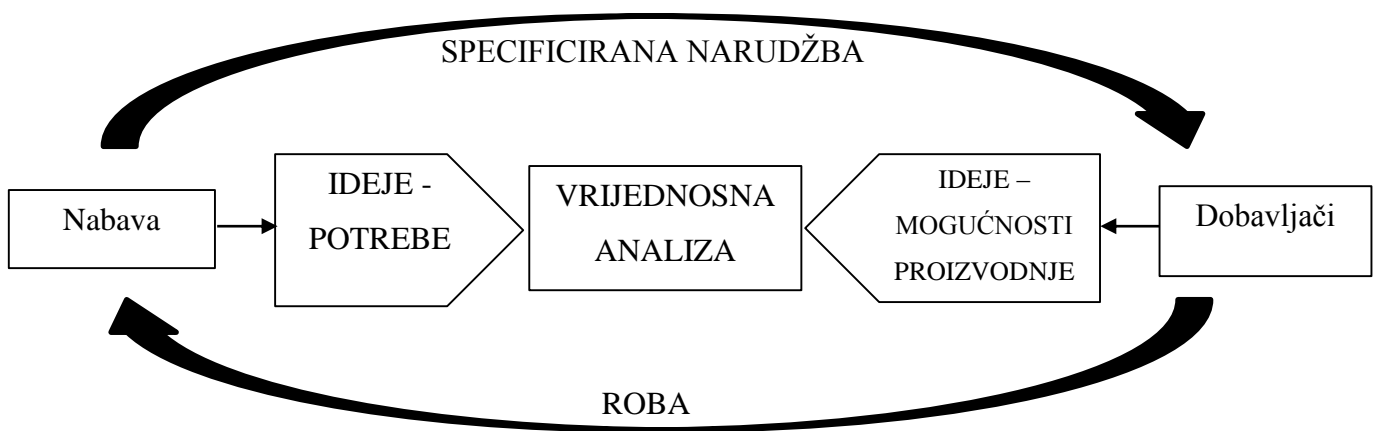 SPECIFICIRANA NARUDŽBA
Nabava
IDEJE -
POTREBE
VRIJEDNOSNA
ANALIZA
IDEJE –
MOGUĆNOSTI
PROIZVODNJE
Dobavljači
ROBA